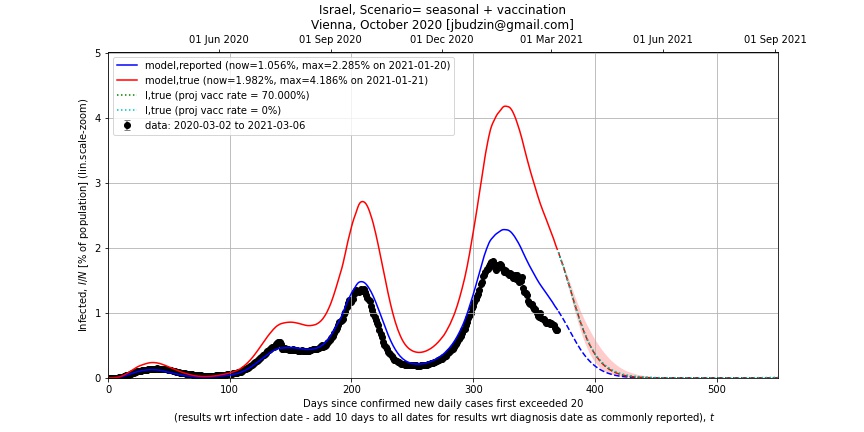 Israel, Scenario= seasonal + vaccination
Vienna, October 2020 [jbudzin@gmail.com]
01 Jun 2020 01 Sep 2020 01 Dec 2020 01 Mar 2021 01 Jun 2021 01 Sep 2021
model,reported (now=1.056%, max=2.285% on 2021-01-20)
model,true (now=1.982%, max=4.186% on 2021-01-21)
I,true (proj vacc rate = 70.000%)
I,true (proj vacc rate = 0%)
data: 2020-03-02 to 2021-03-06
Infected, I/N [% of population] (lin.scale-zoom)
5
4
3
2
1
0
0 100 200 300 400 500
Days since confirmed new daily cases first exceeded 20
(results wrt infection date - add 10 days to all dates for results wrt diagnosis date as commonly reported), t